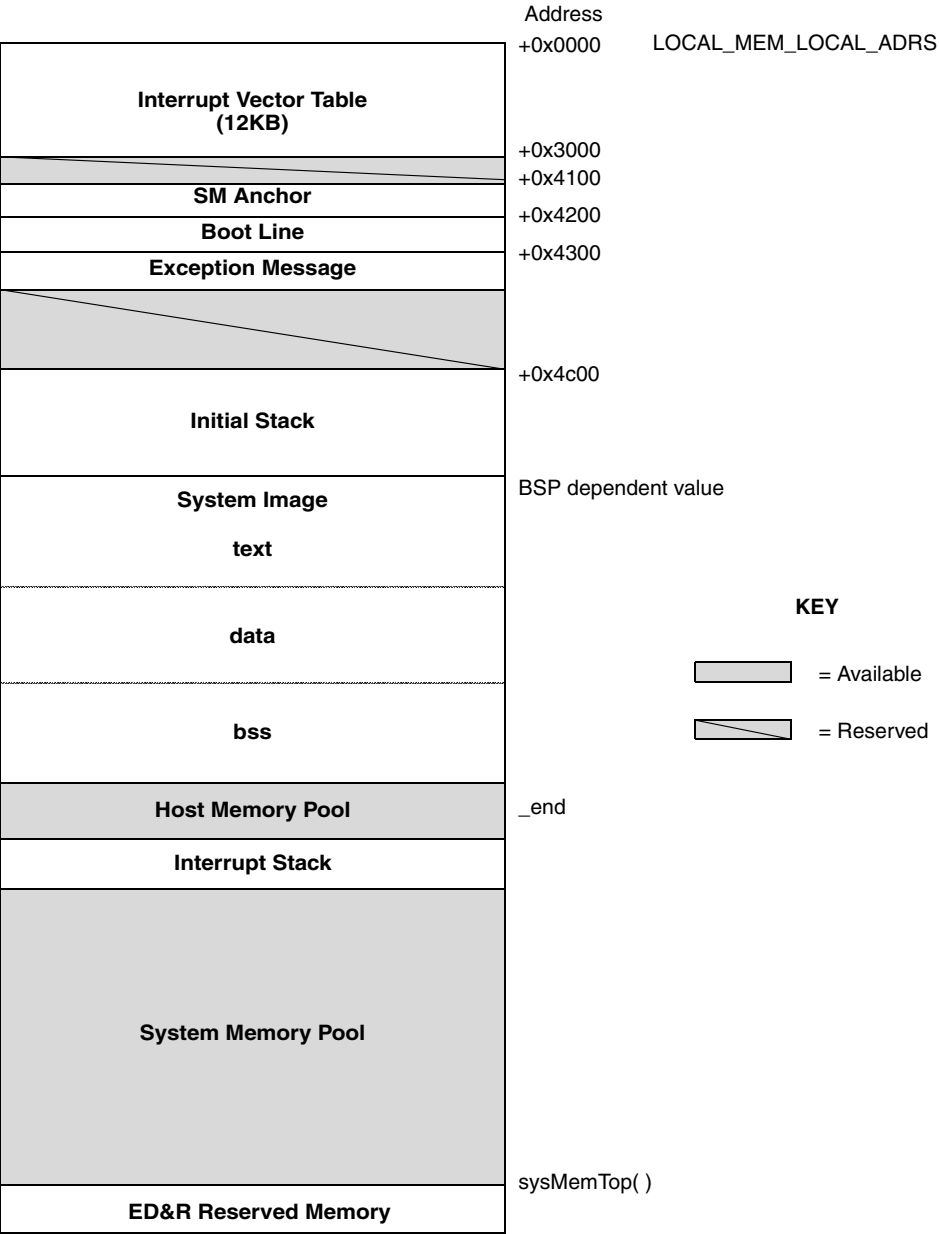 Address
+0x0000 LOCAL_MEM_LOCAL_ADRS
Interrupt Vector Table
(12KB)
+0x3000
+0x4100
SM Anchor
+0x4200
Boot Line
+0x4300
Exception Message
+0x4c00
Initial Stack
BSP dependent value
System Image
text
KEY
data
= Available
bss
= Reserved
Host Memory Pool
_end
Interrupt Stack
System Memory Pool
sysMemTop( )
ED&R Reserved Memory